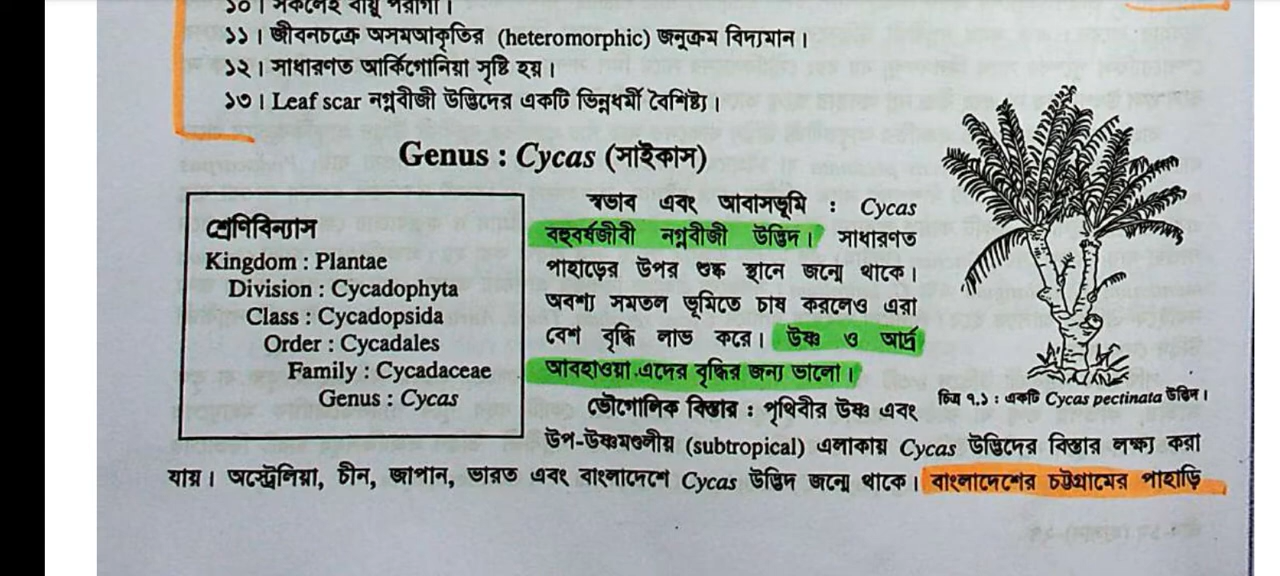 ১০। সকলেই বায়ু পরাগী।
১১। জীবনচক্রে অসমআকৃতির (heteromorphic) জনুক্রম বিদ্যমান।
১২। সাধারণত আর্কিগোনিয়া সৃষ্টি হয়।
১৩। Leaf scar নগ্নবীজী উদ্ভিদের একটি ভিন্নধর্মী বৈশিষ্ট্য।
Genus : Cycas (সাইকাস)
শ্রেণিবিন্যাস
Kingdom : Plantae
Division : Cycadophyta
Class : Cycadopsida
Order : Cycadales
Family : Cycadaceae
Genus : Cycas
স্বভাব এবং আবাসভূমি : Cycas
বহুবর্ষজীবী নগ্নবীজী উদ্ভিদ। সাধারণত
পাহাড়ের উপর শুষ্ক স্থানে জন্মে থাকে।
অবশ্য সমতল ভূমিতে চাষ করলেও এরা
বেশ বৃদ্ধি লাভ করে। উষ্ণ ও আর্দ্র
আবহাওয়া এদের বৃদ্ধির জন্য ভালো।
ভৌগোলিক বিস্তার : পৃথিবীর উষ্ণ এবং
চিত্র ৭.১ : একটি Cycas pectinata উদ্ভিদ।
উপ-উষ্ণমণ্ডলীয় (subtropical) এলাকায় Cycas উদ্ভিদের বিস্তার লক্ষ্য করা
যায়। অস্ট্রেলিয়া, চীন, জাপান, ভারত এবং বাংলাদেশে Cycas উদ্ভিদ জন্মে থাকে। বাংলাদেশের চট্টগ্রামের পাহাড়ি